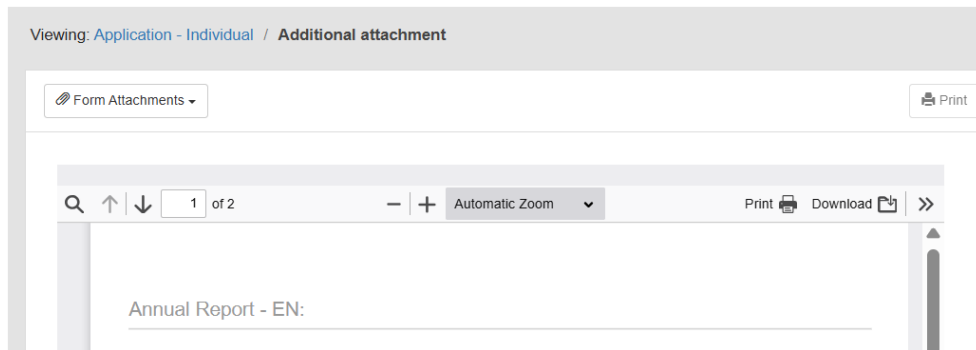 Viewing: Application - Individual / Additional attachment
Form Attachments
Print
1 of 2
Automatic Zoom
Print
Download
Annual Report - EN: